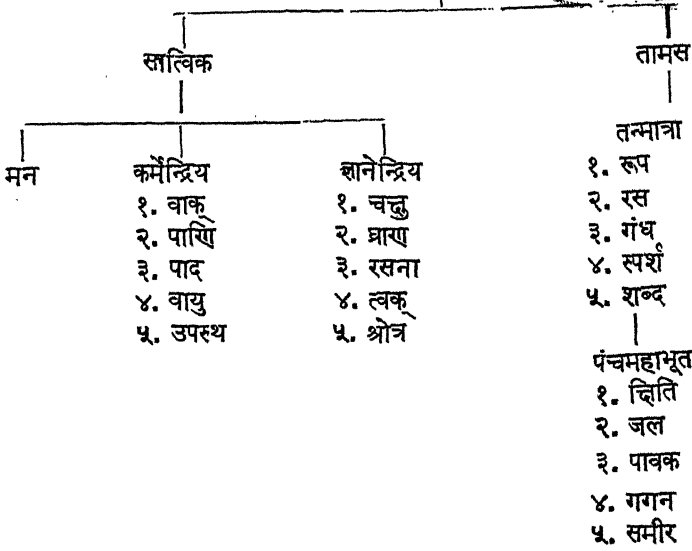 सात्विक
तामस
मन
कर्मेन्द्रिय
१. वाक्
२. पाणि
३. पाद
४. वायु
५. उपस्थ
ज्ञानेन्द्रिय
१. चक्षु
२. घ्राण
३. रसना
४. त्वक्
५. श्रोत्र
तन्मात्रा
१. रूप
२. रस
३. गंध
४. स्पर्श
५. शब्द
पंचमहाभूत
१. क्षिति
२. जल
३. पावक
४. गगन
५. समीर